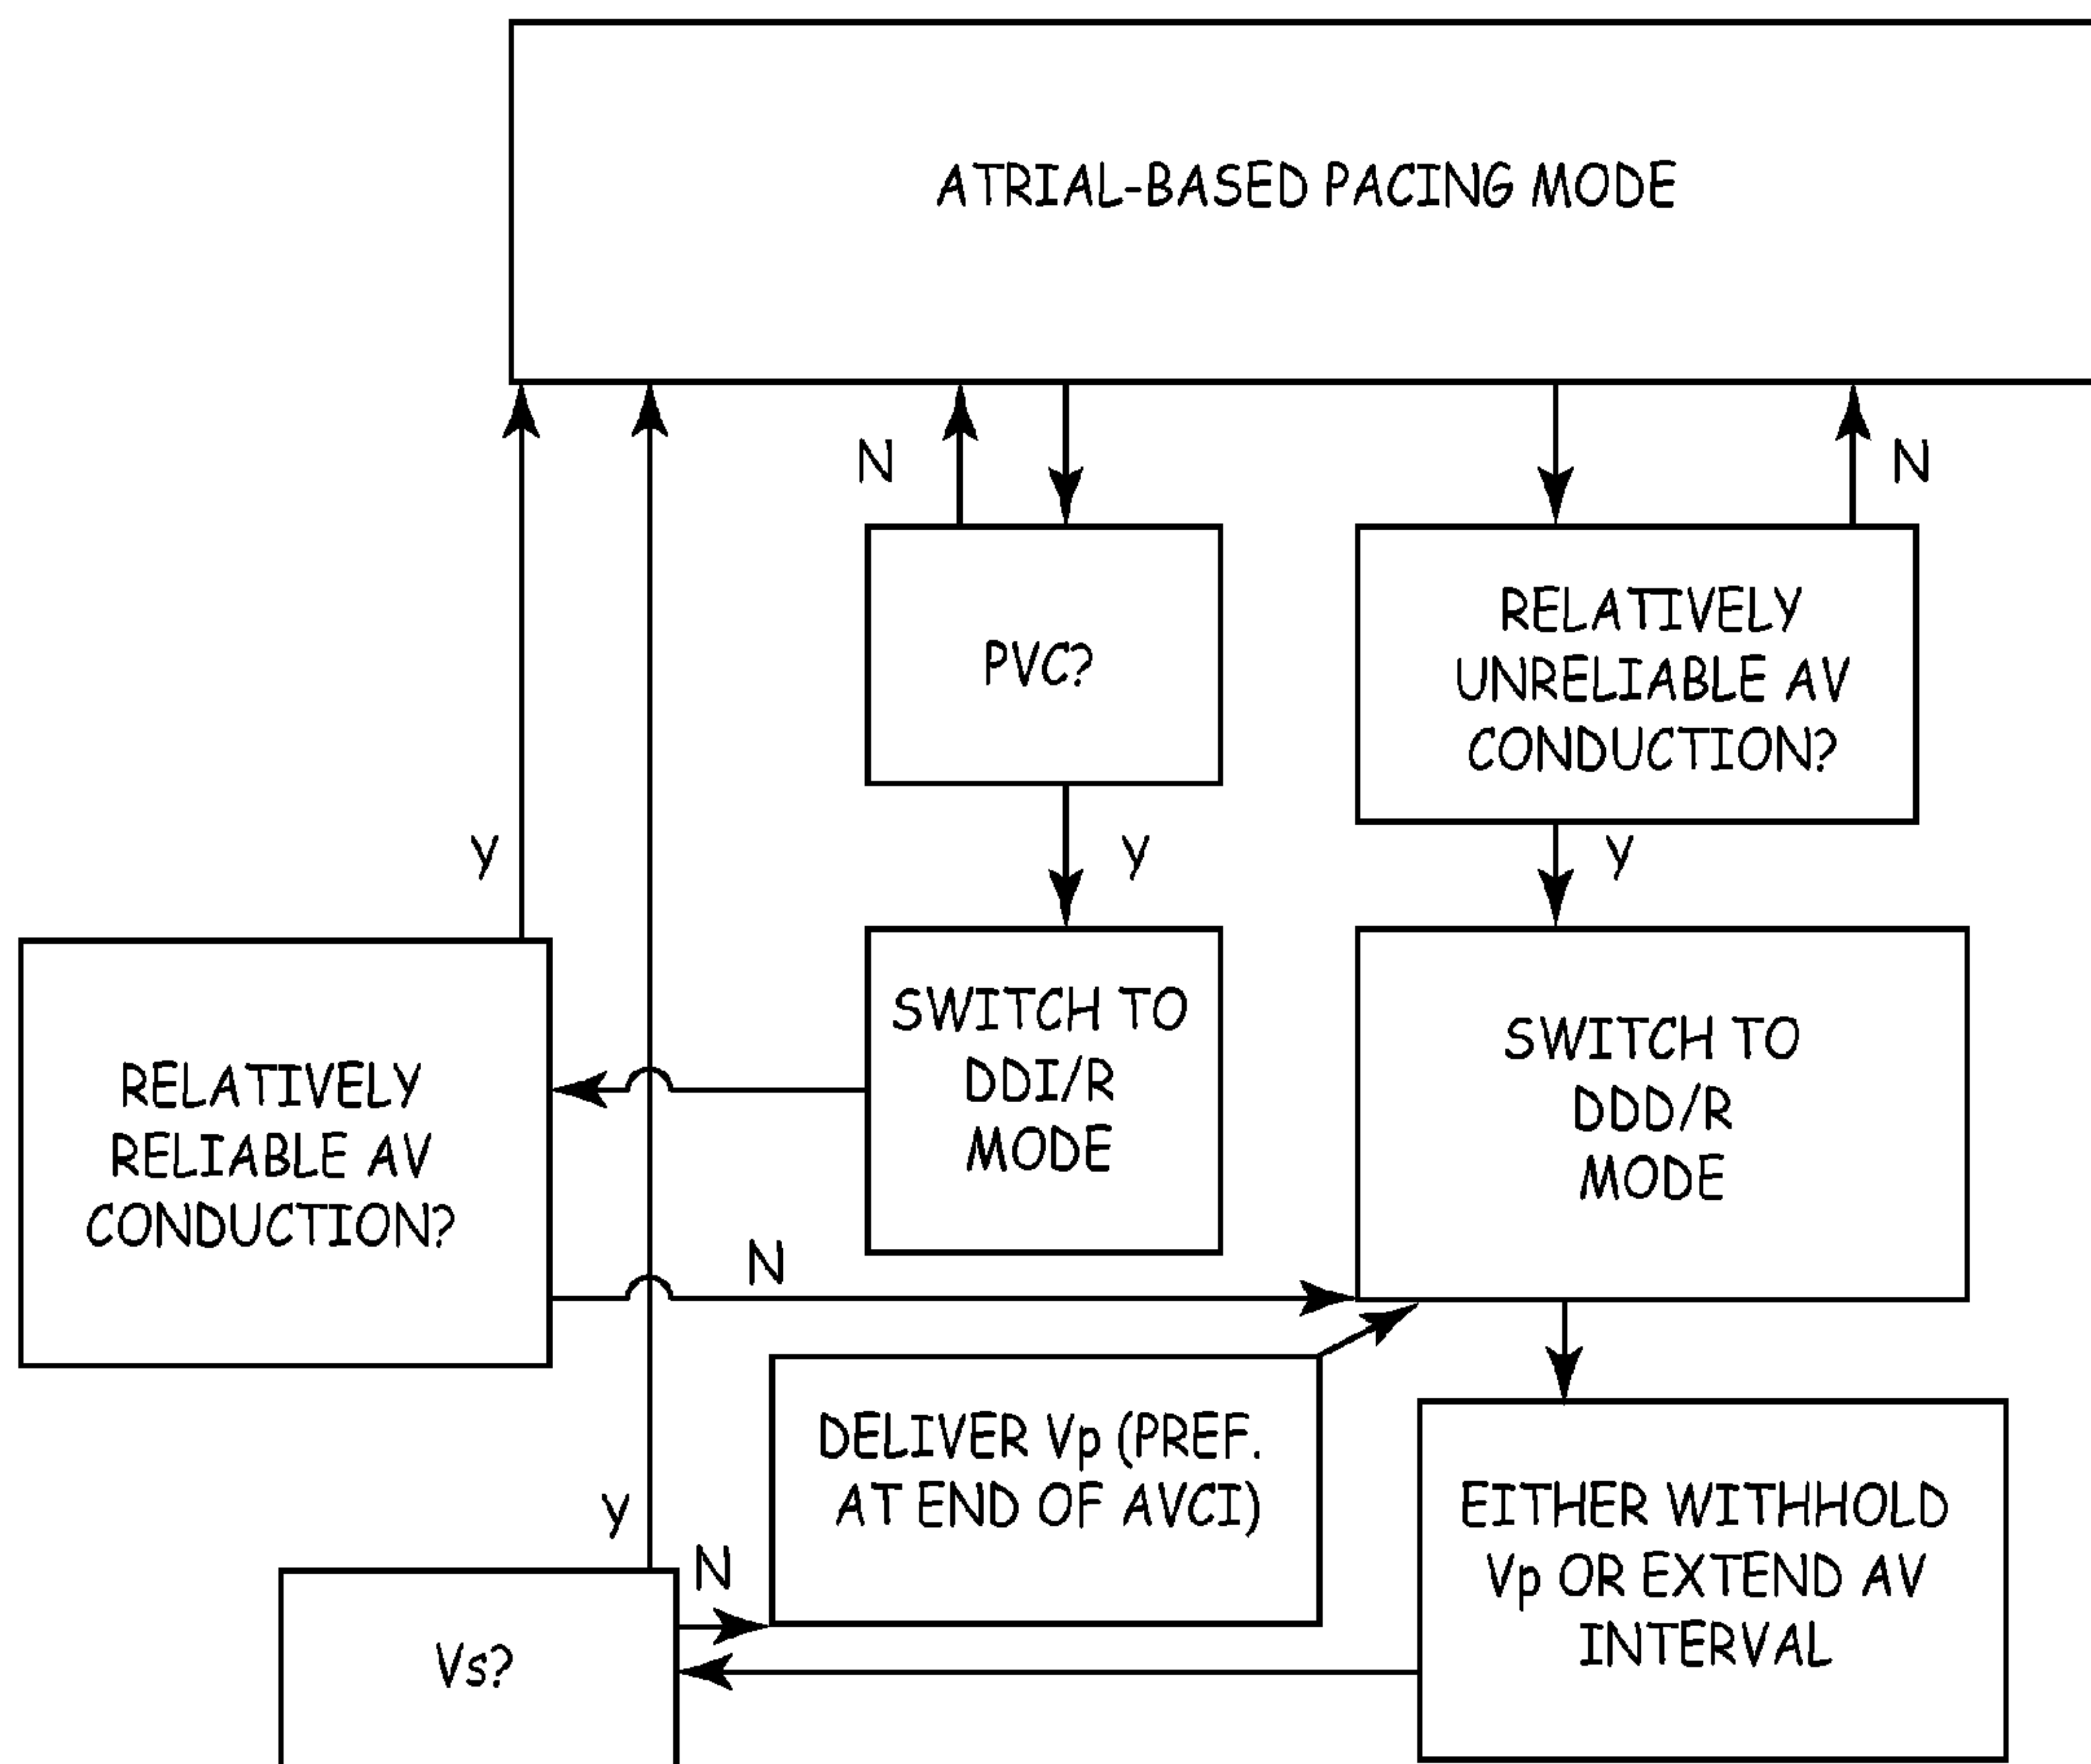 ATRIAL-BASED PACING MODE
N
N
PVC?
RELATIVELY
UNRELIABLE AV
CONDUCTION?
Y
Y
Y
SWITCH TO
DDI/R
MODE
SWITCH TO
DDD/R
MODE
RELATIVELY
RELIABLE AV
CONDUCTION?
N
DELIVER Vp (PREF.
AT END OF AVCI)
EITHER WITHHOLD
Vp OR EXTEND AV
INTERVAL
Y
N
Vs?